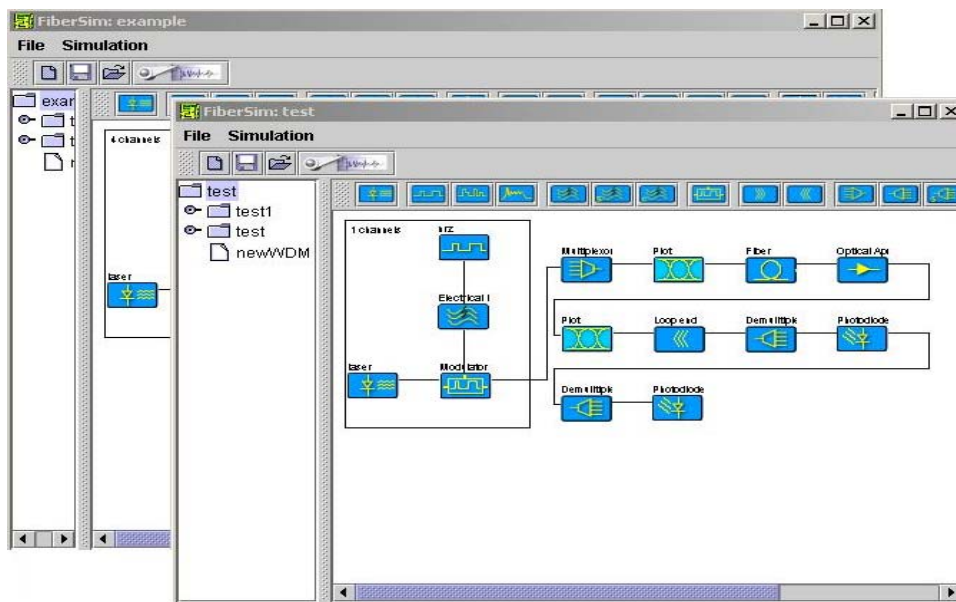 FiberSim: example
File Simulation
exar
t
t
4 channels
laser
FiberSim: test
File Simulation
test
test1
test
newWDM
1 channels
nrz
Electrical l
laser
Modulator
Multiplexor
Plot
Fiber
Optical Apr
Plot
Loop end
Demultiple
Photodiode
Demultiple
Photodiode